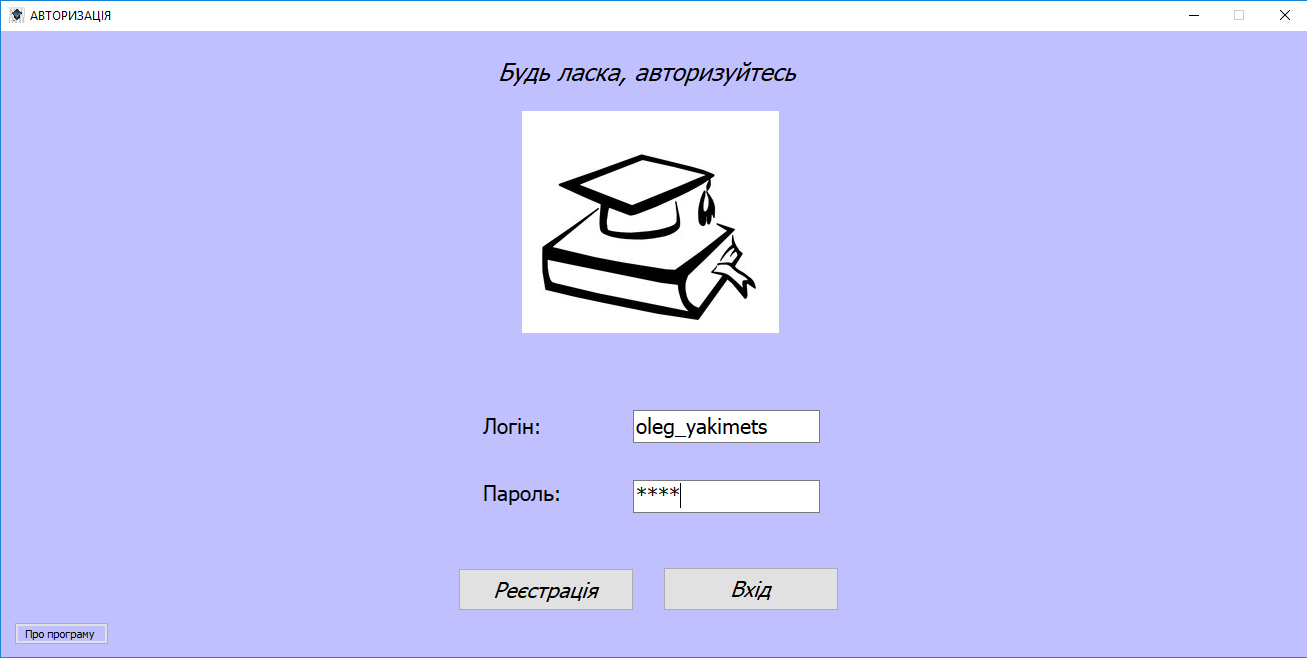 АВТОРИЗАЦІЯ
Будь ласка, авторизуйтесь
Логін: oleg_yakimets
Пароль: ****
Реєстрація Вхід
Про програму